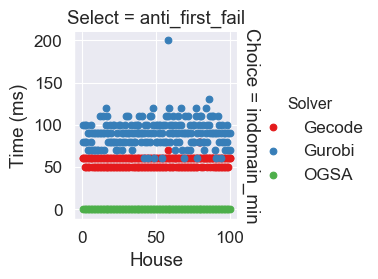 Select = anti_first_fail
200
150
100
50
0
Time (ms)
0
50
100
House
Choice = indomain_min
Solver
Gecode
Gurobi
OGSA